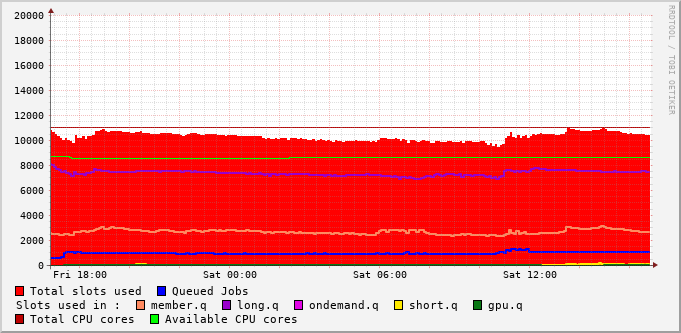 20000
18000
16000
14000
12000
10000
8000
6000
4000
2000
0
Fri 18:00 Sat 00:00 Sat 06:00 Sat 12:00
Total slots used Queued Jobs
Slots used in : member.q long.q ondemand.q short.q gpu.q
Total CPU cores Available CPU cores
RRDTOOL / TOBI OETIKER